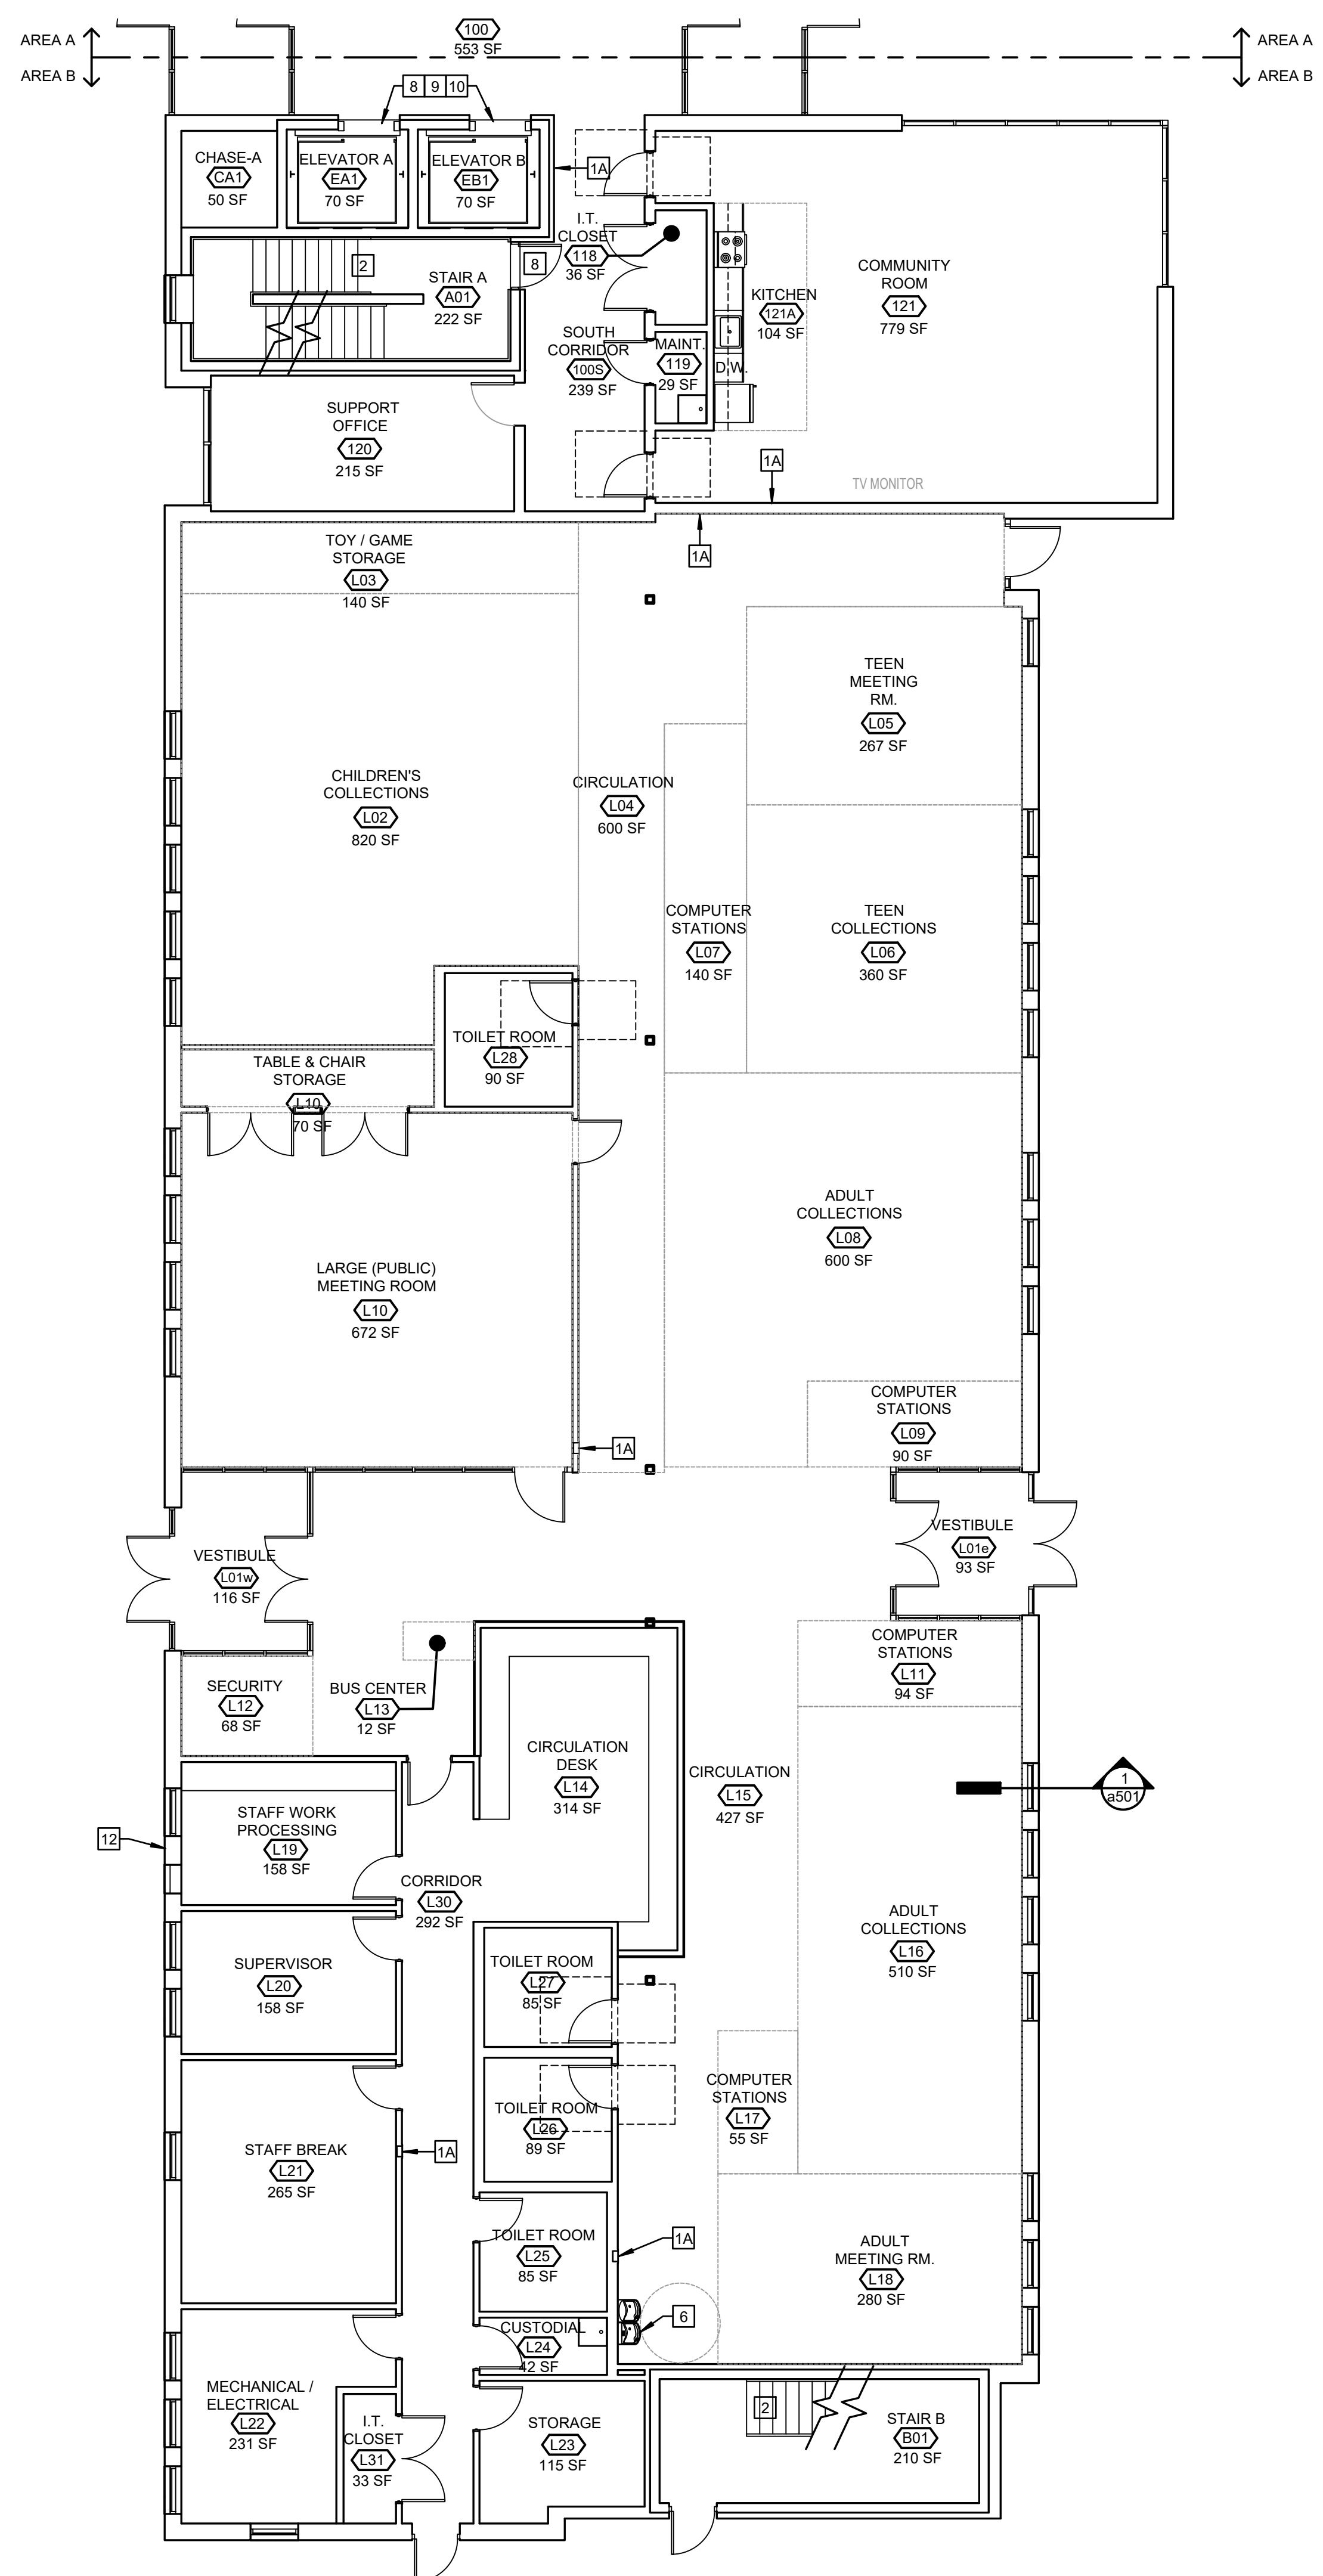 100
553 SF
AREA A
AREA B
AREA A
AREA B
8 9 10
CHASE-A
CA1
50 SF
ELEVATOR A
EA1
70 SF
ELEVATOR B
EB1
70 SF
1A
I.T.
CLOSET
118
36 SF
2
STAIR A
A01
222 SF
8
COMMUNITY
ROOM
121
779 SF
KITCHEN
121A
104 SF
SOUTH
CORRIDOR
100S
239 SF
MAINT.
119
29 SF
D.W.
SUPPORT
OFFICE
120
215 SF
1A
TV MONITOR
1A
TOY / GAME
STORAGE
L03
140 SF
TEEN
MEETING
RM.
L05
267 SF
CHILDREN'S
COLLECTIONS
L02
820 SF
CIRCULATION
L04
600 SF
COMPUTER
STATIONS
L07
140 SF
TEEN
COLLECTIONS
L06
360 SF
TOILET ROOM
L28
90 SF
TABLE & CHAIR
STORAGE
L10
70 SF
ADULT
COLLECTIONS
L08
600 SF
LARGE (PUBLIC)
MEETING ROOM
L10
672 SF
COMPUTER
STATIONS
L09
90 SF
1A
VESTIBULE
L01w
116 SF
VESTIBULE
L01e
93 SF
COMPUTER
STATIONS
L11
94 SF
SECURITY
L12
68 SF
BUS CENTER
L13
12 SF
CIRCULATION
DESK
L14
314 SF
CIRCULATION
L15
427 SF
1
a501
STAFF WORK
PROCESSING
L19
158 SF
12
CORRIDOR
L30
292 SF
ADULT
COLLECTIONS
L16
510 SF
SUPERVISOR
L20
158 SF
TOILET ROOM
L27
85 SF
COMPUTER
STATIONS
L17
55 SF
TOILET ROOM
L26
89 SF
STAFF BREAK
L21
265 SF
1A
TOILET ROOM
L25
85 SF
1A
ADULT
MEETING RM.
L18
280 SF
6
CUSTODIAL
L24
42 SF
MECHANICAL /
ELECTRICAL
L22
231 SF
I.T.
CLOSET
L31
33 SF
STORAGE
L23
115 SF
2
STAIR B
B01
210 SF